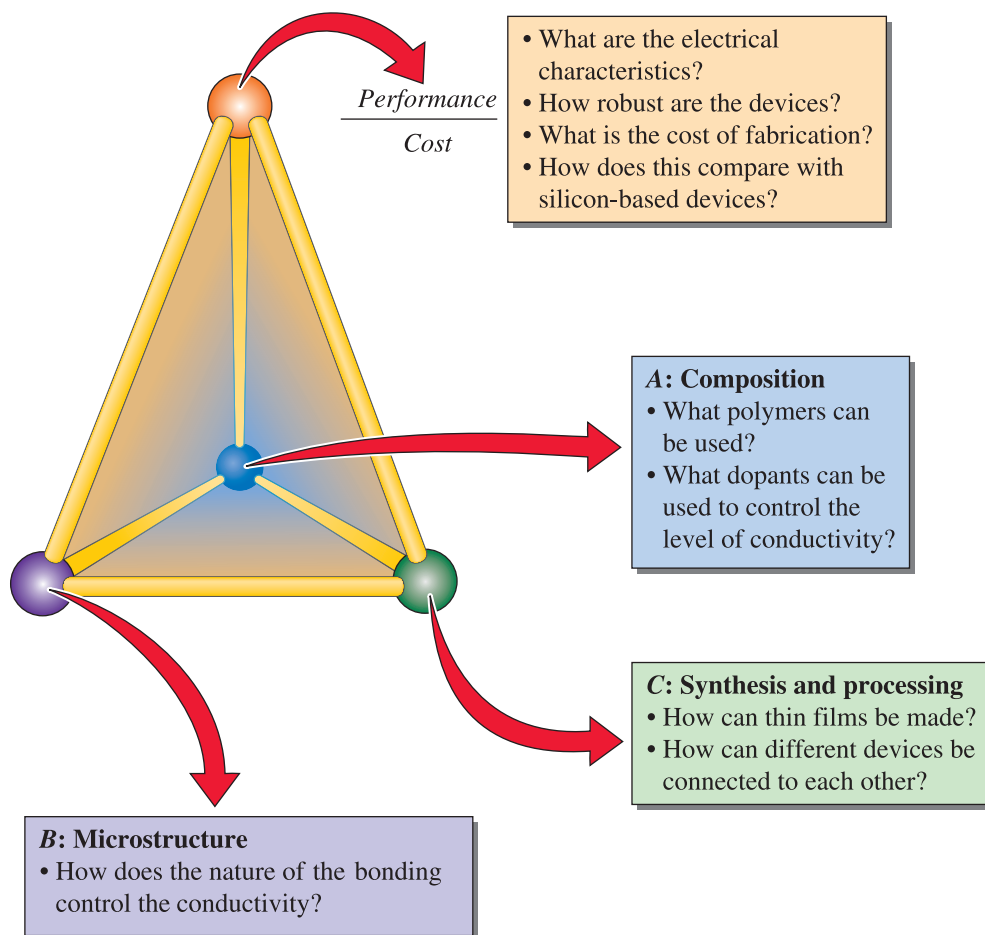 Performance
Cost
• What are the electrical
characteristics?
• How robust are the devices?
• What is the cost of fabrication?
• How does this compare with
silicon-based devices?
A: Composition
• What polymers can
be used?
• What dopants can be
used to control the
level of conductivity?
C: Synthesis and processing
• How can thin films be made?
• How can different devices be
connected to each other?
B: Microstructure
• How does the nature of the bonding
control the conductivity?